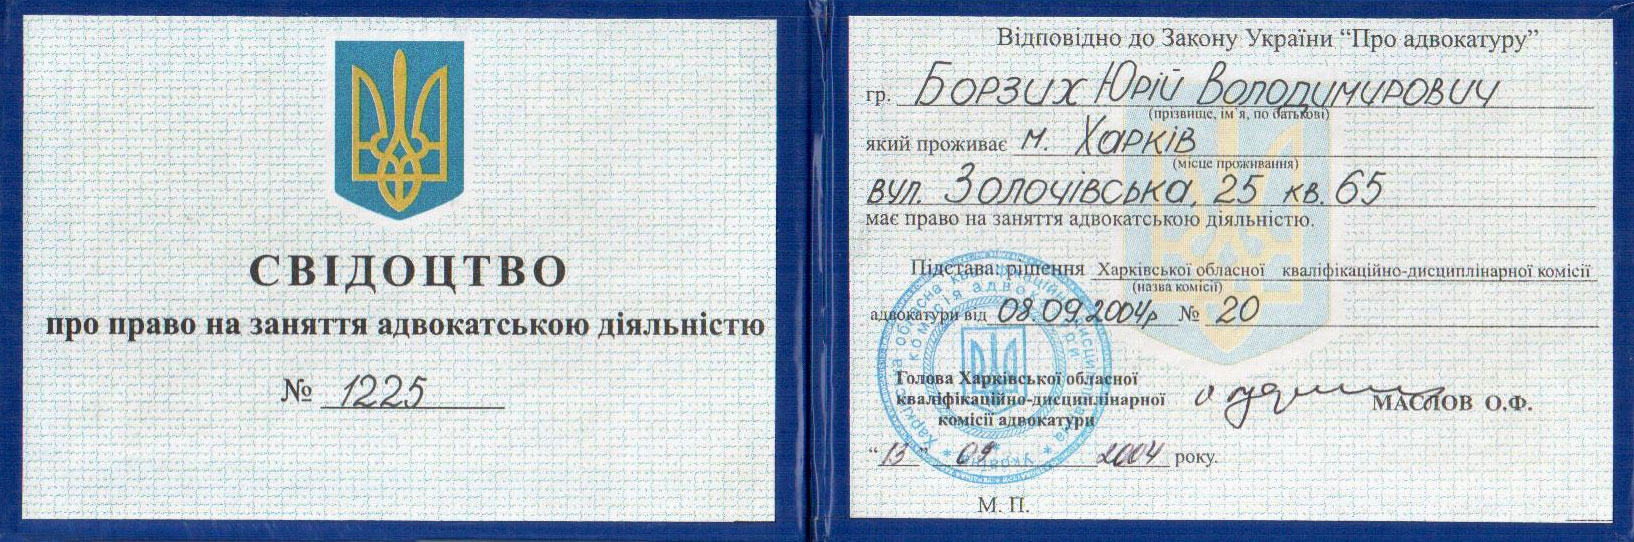 СВІДОЦТВО
про право на заняття адвокатською діяльністю
№ 1225
Відповідно до Закону України “Про адвокатуру”
гр. Борзих Юрій Володимирович
(прізвище, ім’я, по батькові)
який проживає м. Харків
(місце проживання)
вул. Золочівська, 25 кв. 65
має право на заняття адвокатською діяльністю.
Підстава: рішення Харківської обласної кваліфікаційно-дисциплінарної комісії
(назва комісії)
адвокатури від 08.09.2004р № 20
Голова Харківської обласної
кваліфікаційно-дисциплінарної
комісії адвокатури
МАСЛОВ О.Ф.
“13” 09 2004 року.
М. П.